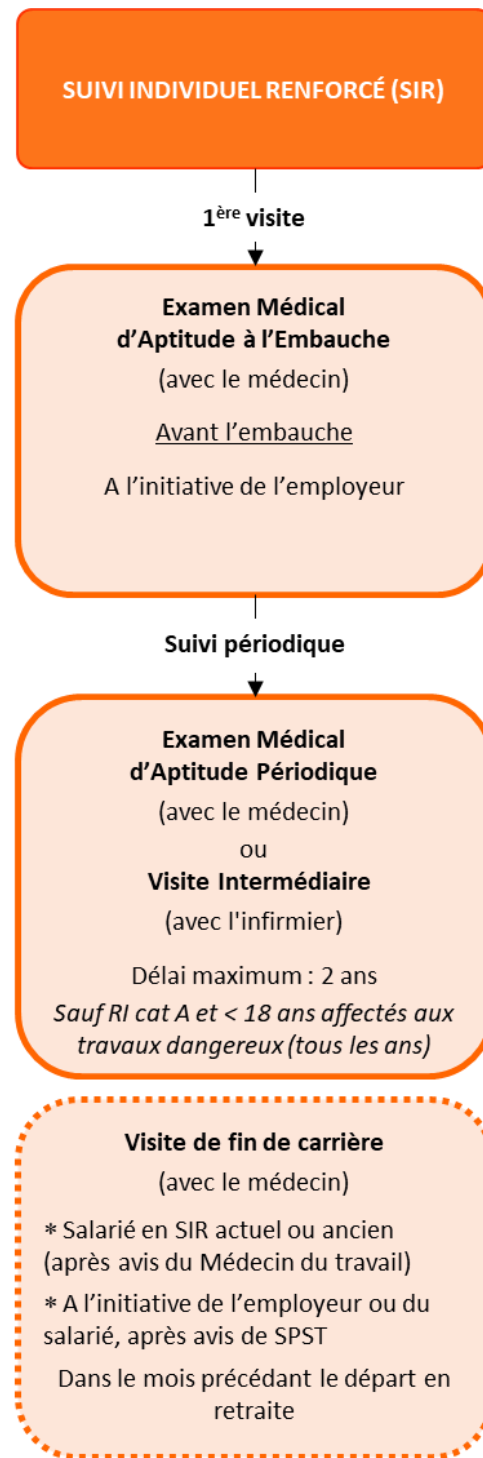 SUIVI INDIVIDUEL RENFORCÉ (SIR)
1ère visite
Examen Médical
d’Aptitude à l’Embauche
(avec le médecin)
Avant l’embauche
A l’initiative de l’employeur
Suivi périodique
Examen Médical
d’Aptitude Périodique
(avec le médecin)
ou
Visite Intermédiaire
(avec l'infirmier)
Délai maximum : 2 ans
Sauf RI cat A et < 18 ans affectés aux
travaux dangereux (tous les ans)
Visite de fin de carrière
(avec le médecin)
* Salarié en SIR actuel ou ancien
(après avis du Médecin du travail)
* A l’initiative de l’employeur ou du
salarié, après avis de SPST
Dans le mois précédant le départ en
retraite